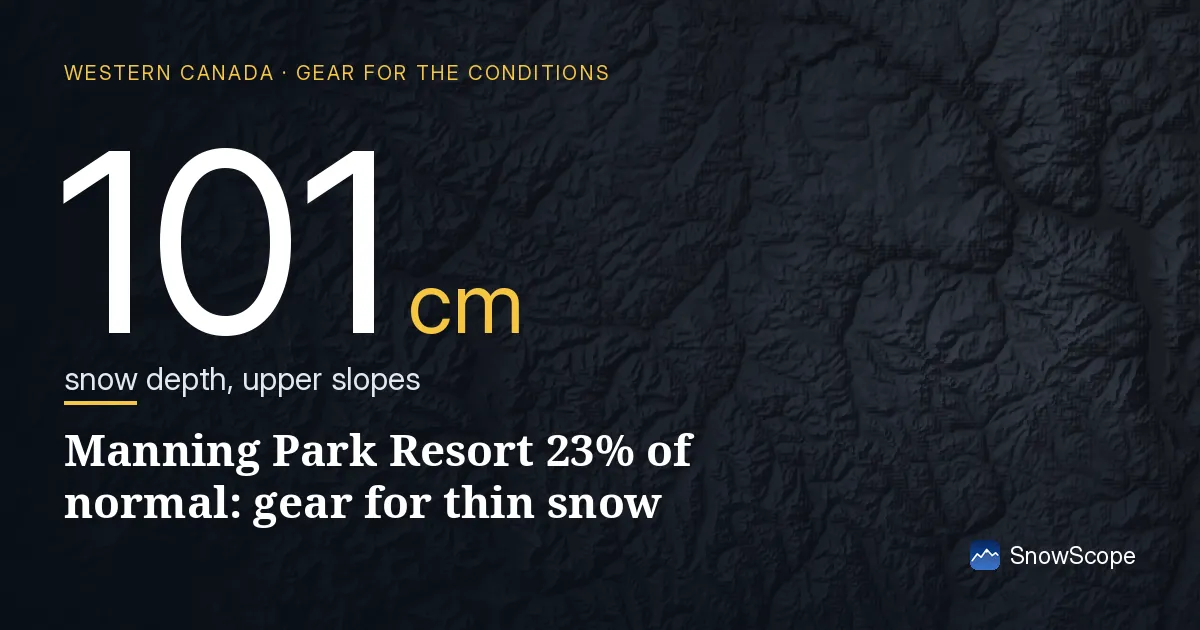 WESTERN CANADA · GEAR FOR THE CONDITIONS
101 cm
snow depth, upper slopes
Manning Park Resort 23% of
normal: gear for thin snow
SnowScope